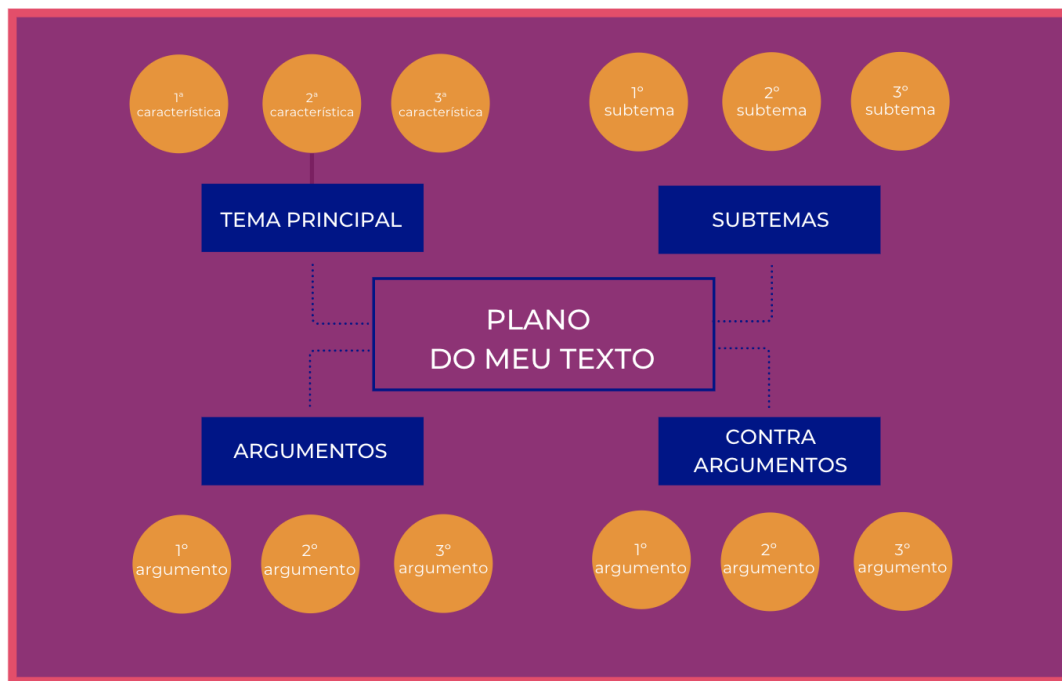 1ª
característica
2ª
característica
3ª
característica
1º
subtema
2º
subtema
3º
subtema
TEMA PRINCIPAL
SUBTEMAS
PLANO
DO MEU TEXTO
ARGUMENTOS
CONTRA
ARGUMENTOS
1º
argumento
2º
argumento
3º
argumento
1º
argumento
2º
argumento
3º
argumento